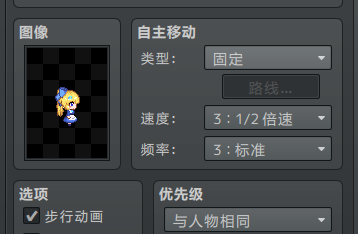 图像
自主移动
类型：
固定
路线...
速度：
3：1/2 倍速
频率：
3：标准
选项
步行动画
优先级
与人物相同